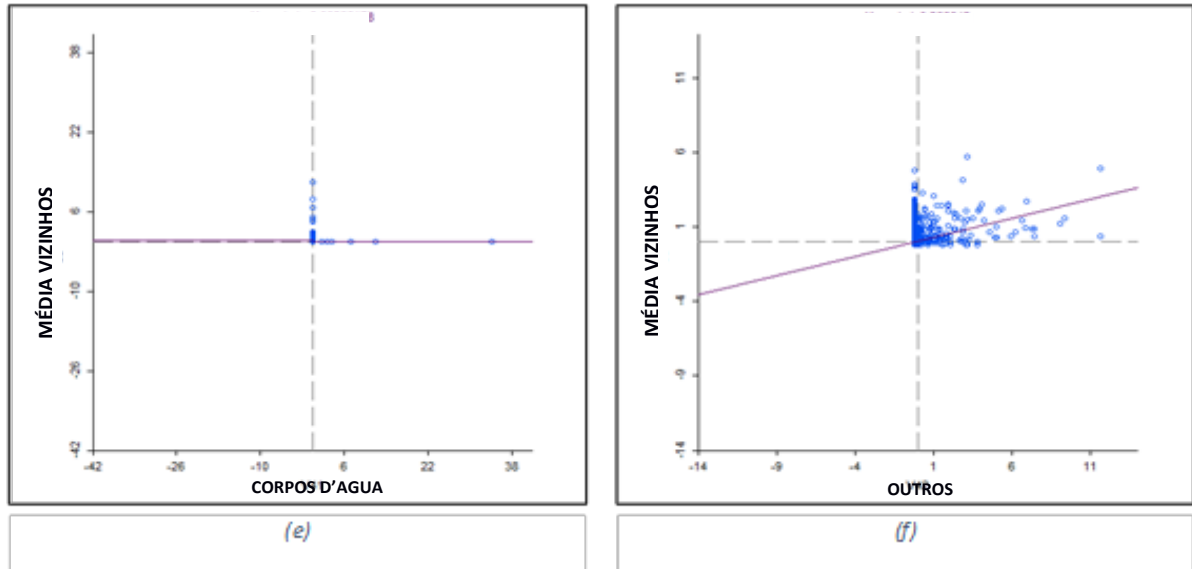 MÉDIA VIZINHOS
38
22
6
-10
-26
-42
-42 -26 -10 6 22 38
CORPOS D'AGUA
(e)
MÉDIA VIZINHOS
11
6
1
-4
-9
-14
-14 -9 -4 1 6 11
OUTROS
(f)